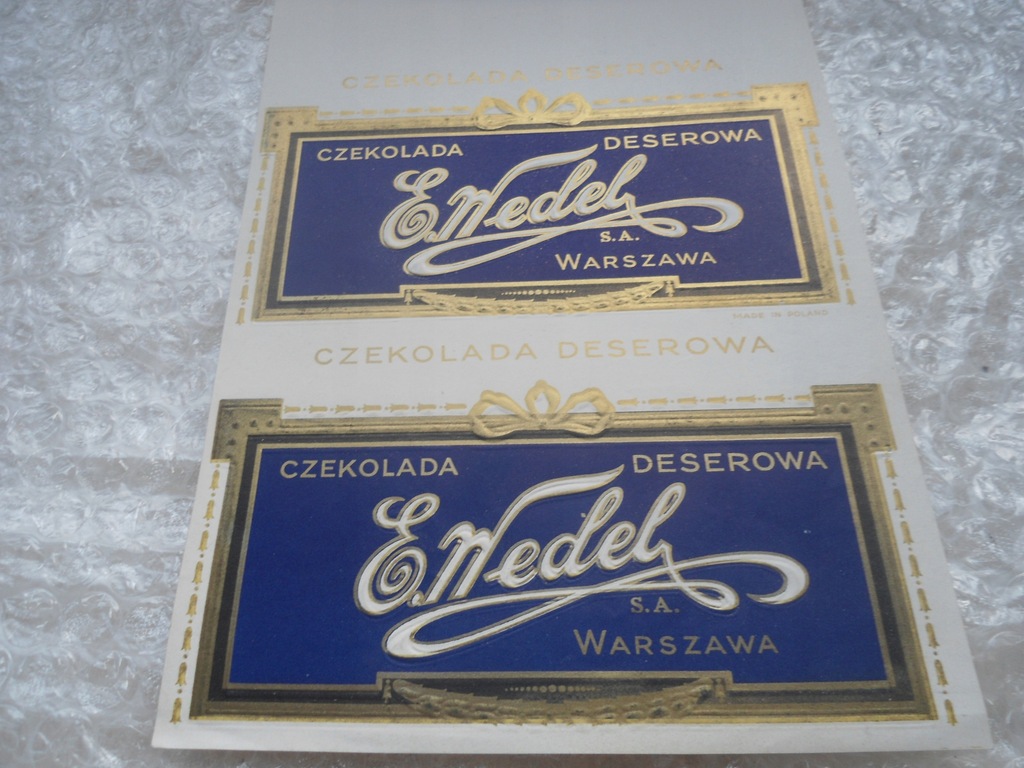 CZEKOLADA DESEROWA
CZEKOLADA DESEROWA
E. Wedel
S.A.
WARSZAWA
MADE IN POLAND
CZEKOLADA DESEROWA
CZEKOLADA DESEROWA
E. Wedel
S.A.
WARSZAWA